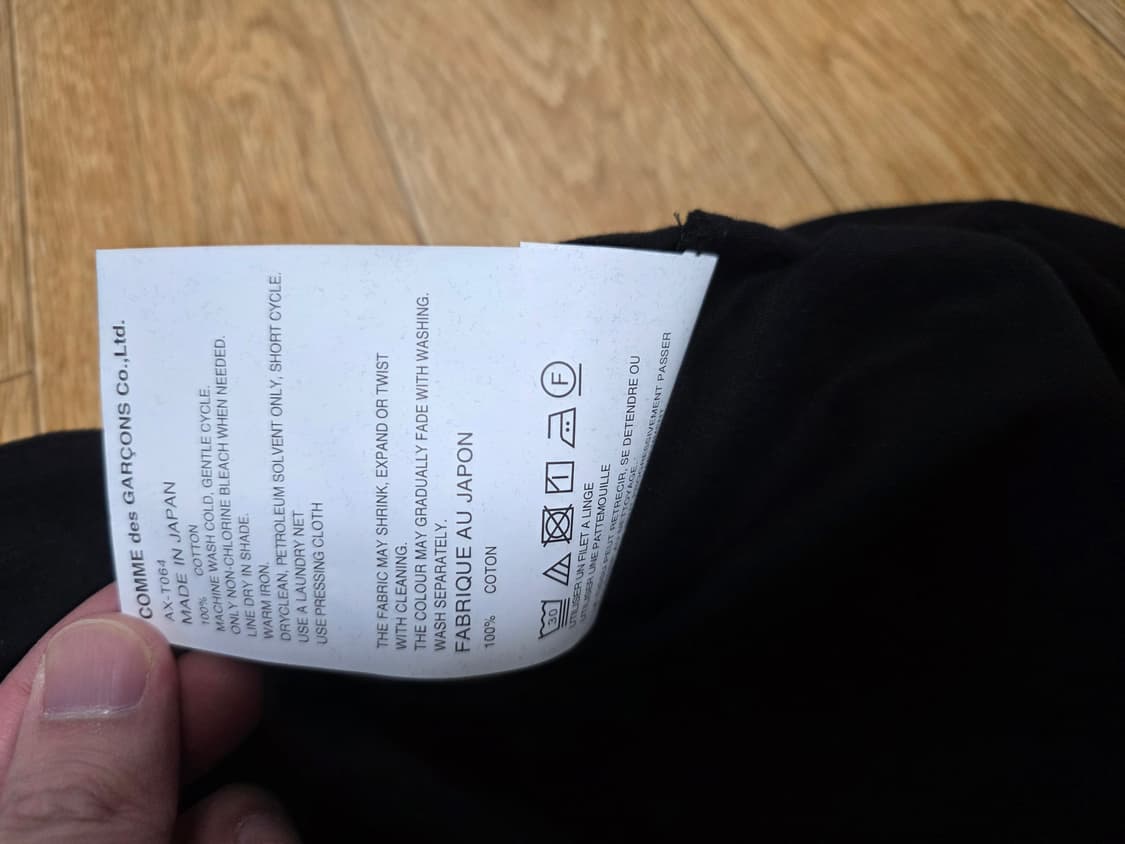 COMME des GARÇONS Co.,Ltd.
AX-T064
MADE IN JAPAN
100% COTTON
MACHINE WASH COLD, GENTLE CYCLE.
ONLY NON-CHLORINE BLEACH WHEN NEEDED.
LINE DRY IN SHADE.
WARM IRON.
DRYCLEAN, PETROLEUM SOLVENT ONLY, SHORT CYCLE.
USE A LAUNDRY NET
USE PRESSING CLOTH
THE FABRIC MAY SHRINK, EXPAND OR TWIST
WITH CLEANING.
THE COLOUR MAY GRADUALLY FADE WITH WASHING.
WASH SEPARATELY.
FABRIQUE AU JAPON
100% COTON
30 F
UTILISER UN FILET A LINGE
UTILISER UNE PATTEMOUILLE
PEUT RETRECIR, SE DETENDRE OU
AU NETTOYAGE.
PROGRESSIVEMENT PASSER